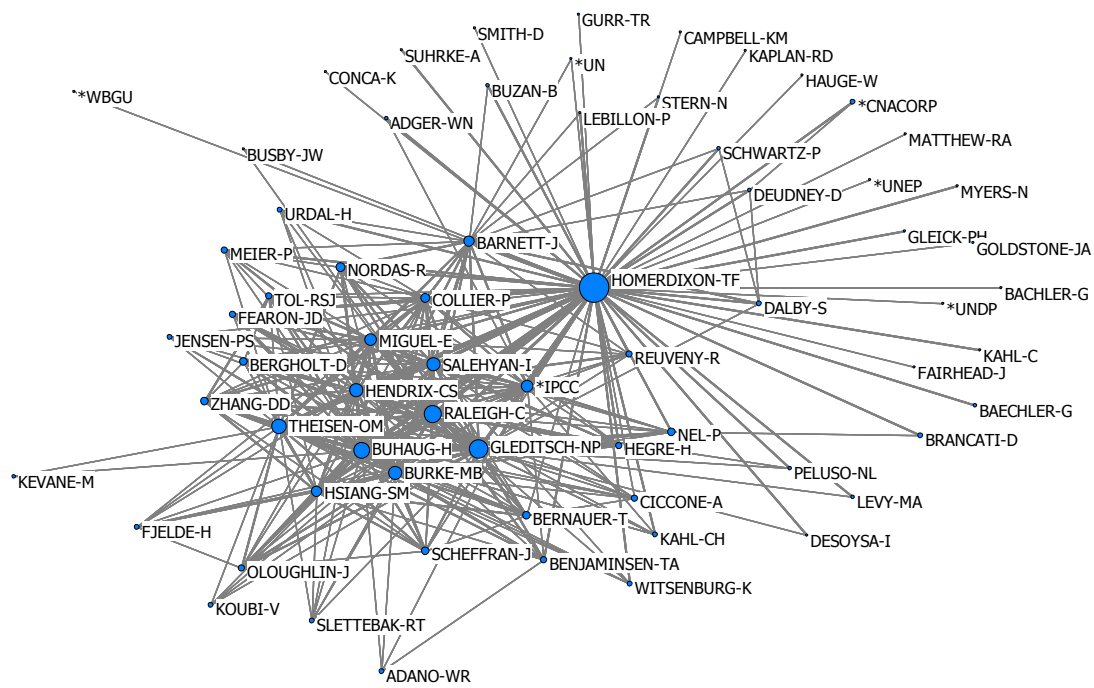 GURR-TR
SMITH-D
CAMPBELL-KM
SUHRKE-A
KAPLAN-RD
*UN
CONCA-K
HAUGE-W
*WBGU
BUZAN-B
STERN-N
*CNACORP
LEBILLON-P
ADGER-WN
MATTHEW-RA
BUSBY-JW
SCHWARTZ-P
*UNEP
MYERS-N
DEUDNEY-D
URDAL-H
GLEICK-PH
BARNETT-J
GOLDSTONE-JA
MEIER-P
NORDAS-R
HOMERDIXON-TF
BACHLER-G
TOL-RSJ
COLLIER-P
DALBY-S
*UNDP
FEARON-JD
JENSEN-PS
MIGUEL-E
REUVENY-R
KAHL-C
BERGHOLT-D
SALEHYAN-I
FAIRHEAD-J
HENDRIX-CS
*IPCC
ZHANG-DD
RALEIGH-C
BAECHLER-G
THEISEN-OM
NEL-P
BRANCATI-D
BUHAUG-H
GLEDITSCH-NP
HEGRE-H
BURKE-MB
PELUSO-NL
KEVANE-M
HSIANG-SM
CICCONE-A
LEVY-MA
BERNAUER-T
FJELDE-H
KAHL-CH
DESOYSA-I
SCHEFFRAN-J
BENJAMINSEN-TA
OLOUGHLIN-J
WITSENBURG-K
KOUBI-V
SLETTEBAK-RT
ADANO-WR